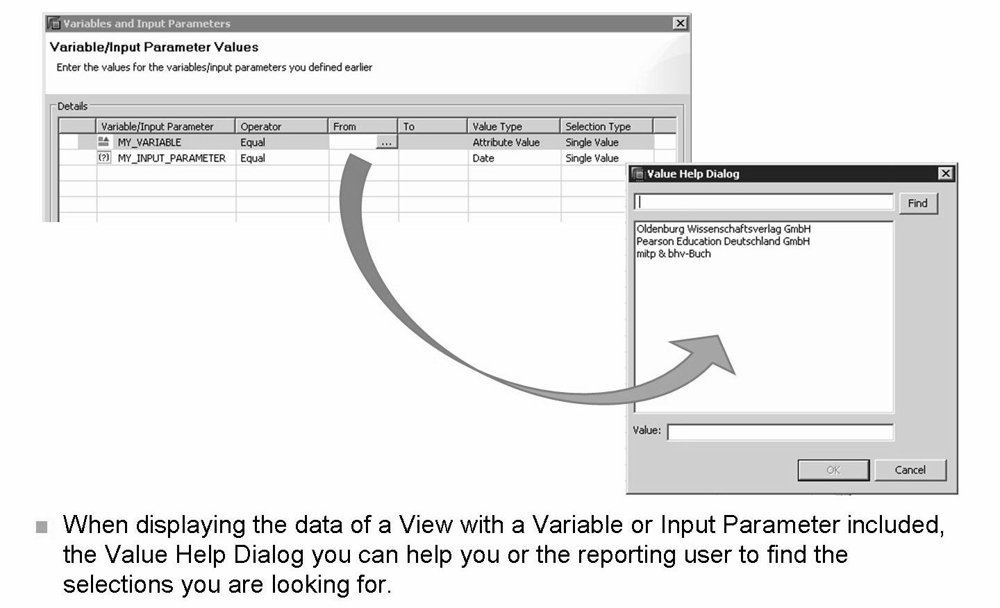 Variables and Input Parameters
Variable/Input Parameter Values
Enter the values for the variables/input parameters you defined earlier
Details
Variable/Input Parameter Operator From To Value Type Selection Type
MY_VARIABLE Equal ... Attribute Value Single Value
(?) MY_INPUT_PARAMETER Equal Date Single Value
Value Help Dialog
Find
Oldenburg Wissenschaftsverlag GmbH
Pearson Education Deutschland GmbH
mitp & bhv-Buch
Value:
OK Cancel
When displaying the data of a View with a Variable or Input Parameter included,
the Value Help Dialog you can help you or the reporting user to find the
selections you are looking for.